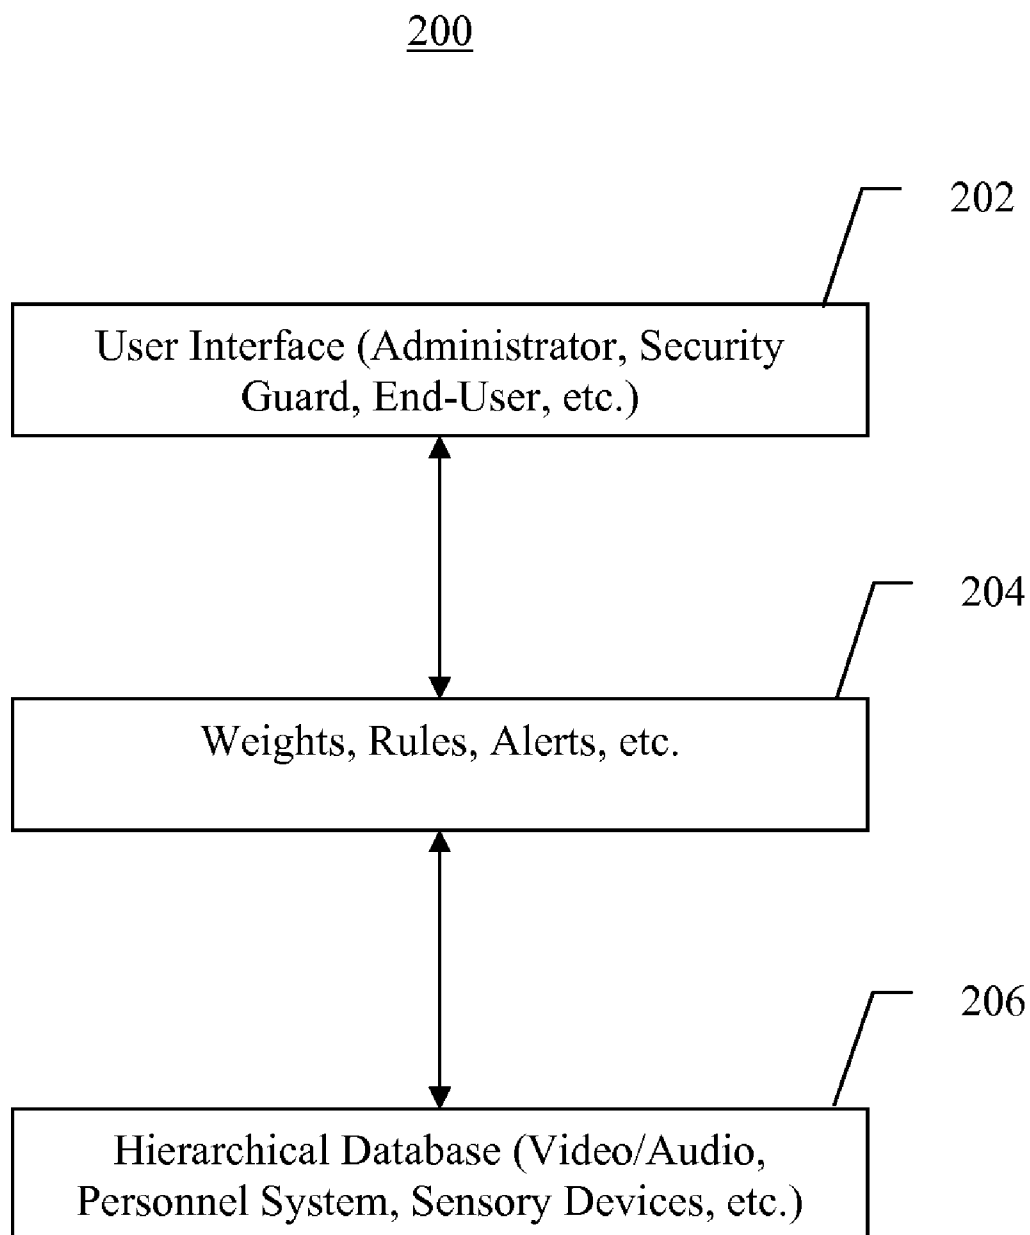 200
202
User Interface (Administrator, Security
Guard, End-User, etc.)
204
Weights, Rules, Alerts, etc.
206
Hierarchical Database (Video/Audio,
Personnel System, Sensory Devices, etc.)